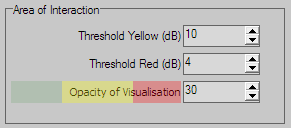 Area of Interaction
Threshold Yellow (dB) 10
Threshold Red (dB) 4
Opacity of Visualisation 30